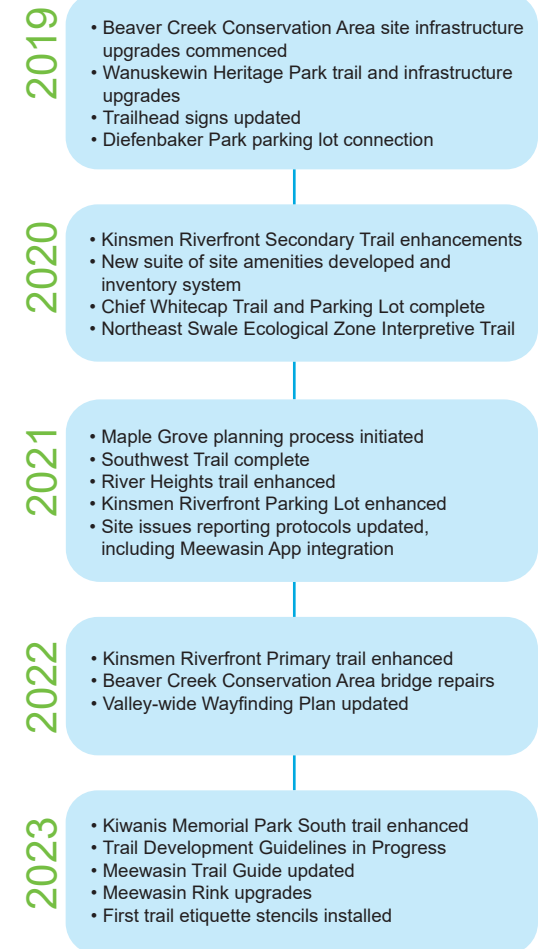 2019
• Beaver Creek Conservation Area site infrastructure
upgrades commenced
• Wanuskewin Heritage Park trail and infrastructure
upgrades
• Trailhead signs updated
• Diefenbaker Park parking lot connection
2020
• Kinsmen Riverfront Secondary Trail enhancements
• New suite of site amenities developed and
inventory system
• Chief Whitecap Trail and Parking Lot complete
• Northeast Swale Ecological Zone Interpretive Trail
2021
• Maple Grove planning process initiated
• Southwest Trail complete
• River Heights trail enhanced
• Kinsmen Riverfront Parking Lot enhanced
• Site issues reporting protocols updated,
including Meewasin App integration
2022
• Kinsmen Riverfront Primary trail enhanced
• Beaver Creek Conservation Area bridge repairs
• Valley-wide Wayfinding Plan updated
2023
• Kiwanis Memorial Park South trail enhanced
• Trail Development Guidelines in Progress
• Meewasin Trail Guide updated
• Meewasin Rink upgrades
• First trail etiquette stencils installed